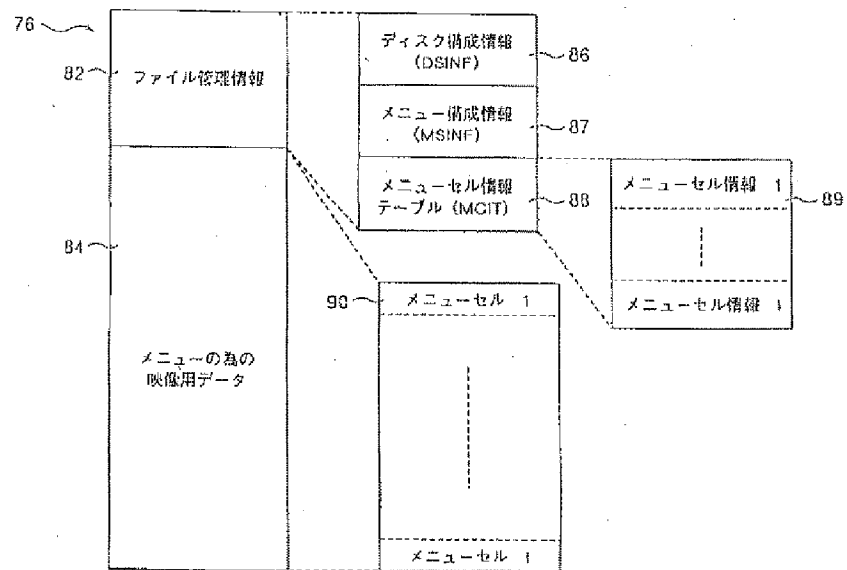 76
82
ファイル管理情報
84
メニューの為の
映像用データ
ディスク構成情報
(DSINF)
86
メニュー構成情報
(MSINF)
87
メニューセル情報
テーブル (MCIT)
88
メニューセル情報 1
89
メニューセル情報 i
90
メニューセル 1
メニューセル i